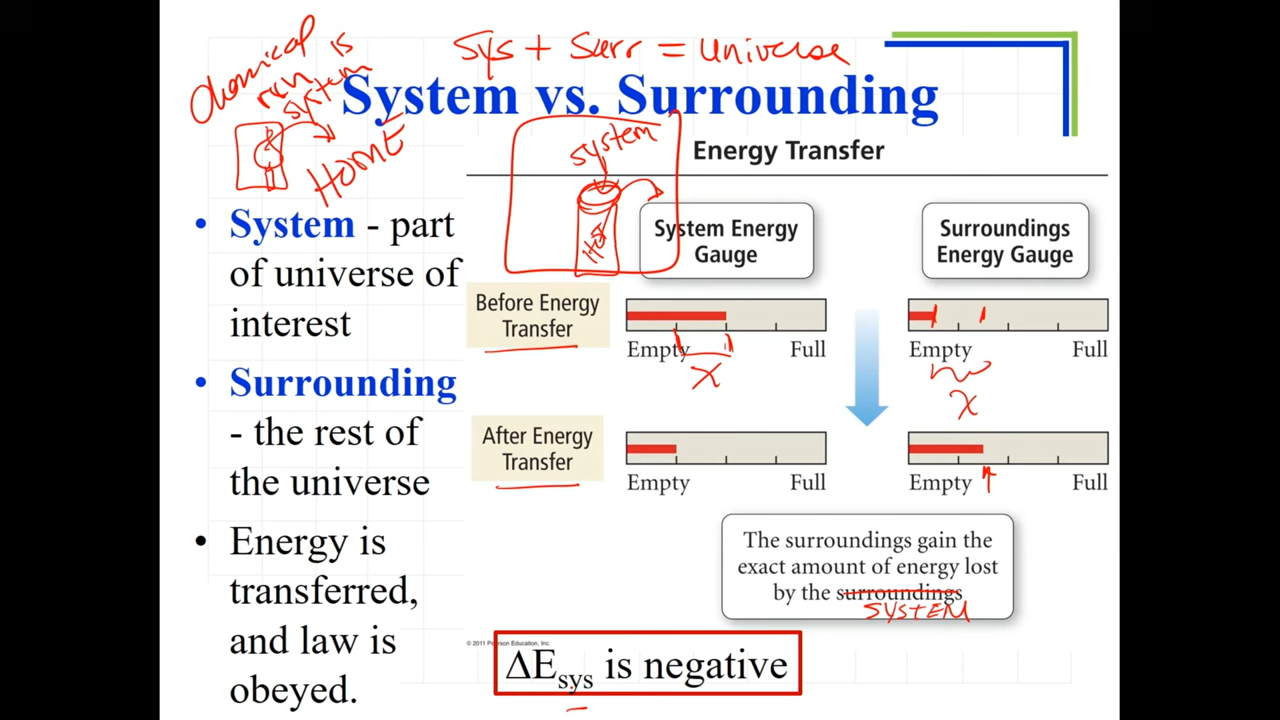 sys + surr = universe
Chemical
rxn is
system
System vs. Surrounding
HOME
system
Hot
Energy Transfer
• System - part
of universe of
interest
• Surrounding
- the rest of
the universe
• Energy is
transferred,
and law is
obeyed.
System Energy
Gauge
Surroundings
Energy Gauge
Before Energy
Transfer
Empty Full
x
Empty Full
x
After Energy
Transfer
Empty Full
Empty Full
The surroundings gain the
exact amount of energy lost
by the surroundings
SYSTEM
© 2011 Pearson Education, Inc.
ΔEsys is negative